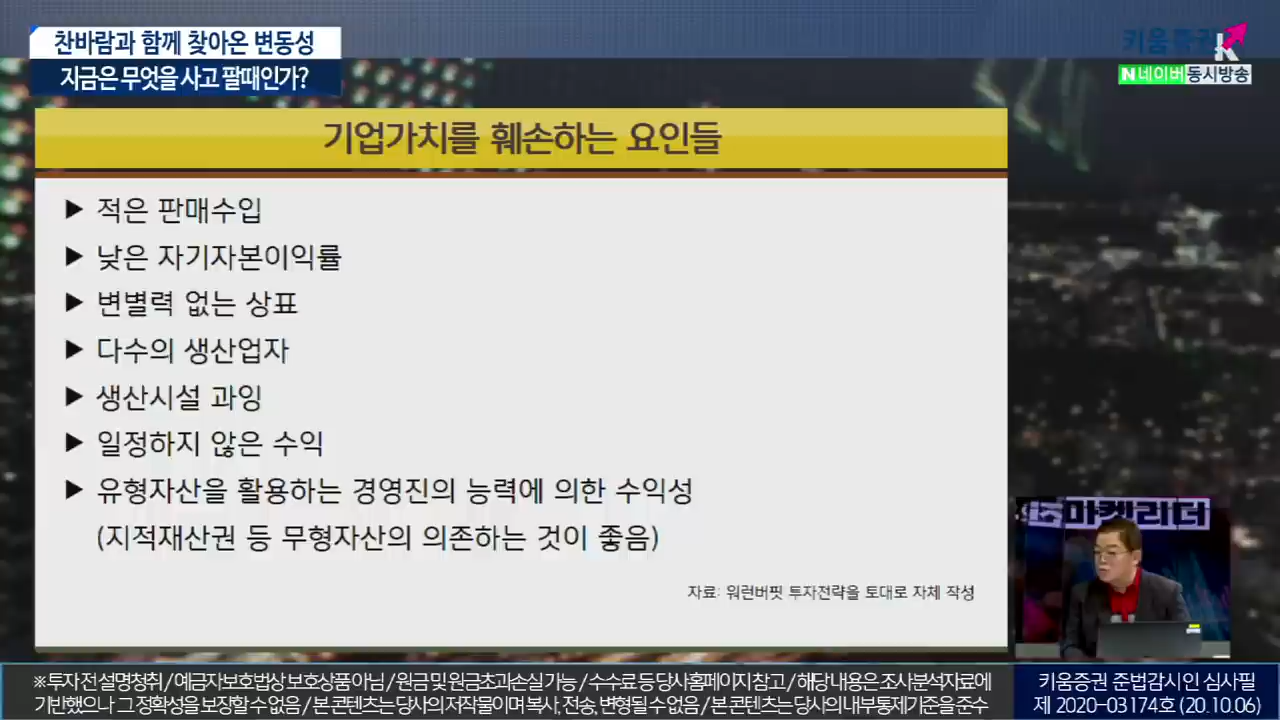 찬바람과 함께 찾아온 변동성
지금은 무엇을 사고 팔때인가?
키움증권
N 네이버 동시방송
기업가치를 훼손하는 요인들
▶ 적은 판매수입
▶ 낮은 자기자본이익률
▶ 변별력 없는 상표
▶ 다수의 생산업자
▶ 생산시설 과잉
▶ 일정하지 않은 수익
▶ 유형자산을 활용하는 경영진의 능력에 의한 수익성
(지적재산권 등 무형자산의 의존하는 것이 좋음)
자료: 워런버핏 투자전략을 토대로 자체 작성
마켓리더
※ 투자 전 설명청취 / 예금자보호법상 보호상품 아님 / 원금 및 원금초과손실 가능 / 수수료 등 당사홈페이지 참고 / 해당 내용은 조사분석자료에
기반했으나 그 정확성을 보장할 수 없음 / 본 콘텐츠는 당사의 저작물이며 복사, 전송, 변형될 수 없음 / 본 콘텐츠는 당사의 내부통제기준을 준수
키움증권 준법감시인 심사필
제 2020-03174호 (20.10.06)